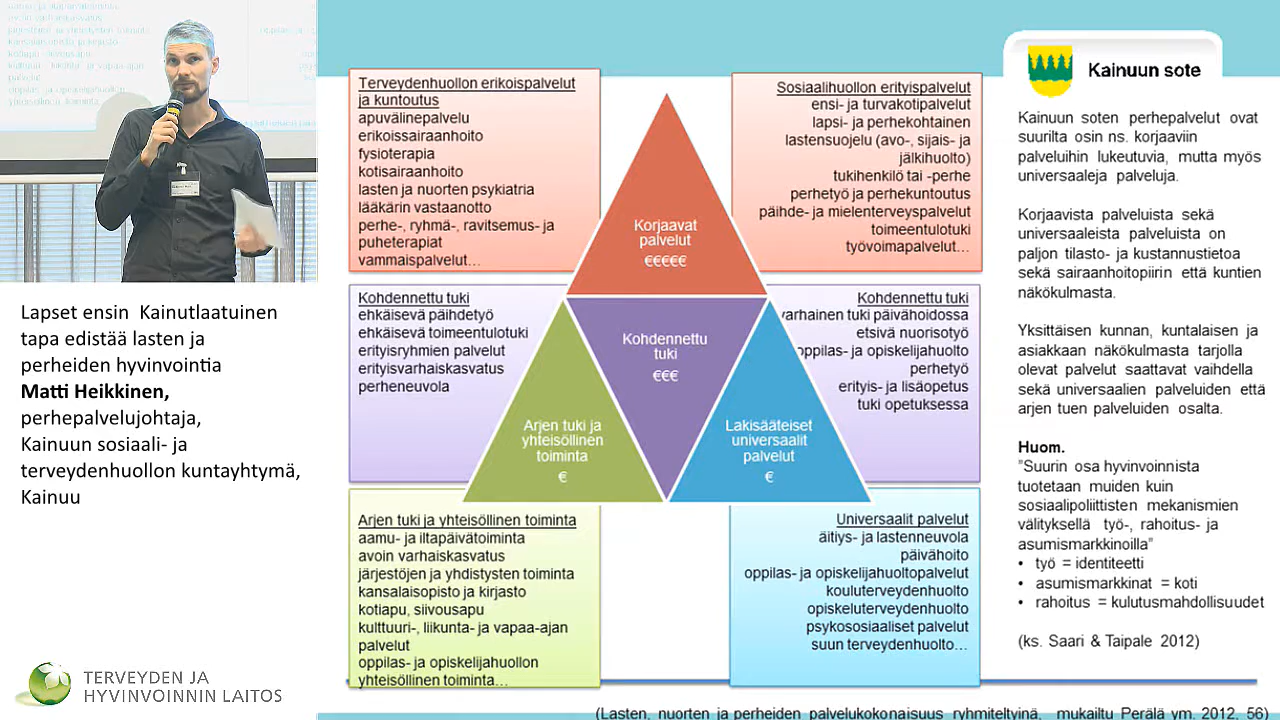 Lapset ensin Kainutlaatuinen
tapa edistää lasten ja
perheiden hyvinvointia
Matti Heikkinen,
perhepalvelujohtaja,
Kainuun sosiaali- ja
terveydenhuollon kuntayhtymä,
Kainuu
TERVEYDEN JA
HYVINVOINNIN LAITOS
Terveydenhuollon erikoispalvelut
ja kuntoutus
apuvälinepalvelu
erikoissairaanhoito
fysioterapia
kotisairaanhoito
lasten ja nuorten psykiatria
lääkärin vastaanotto
perhe-, ryhmä-, ravitsemus- ja
puheterapiat
vammaispalvelut...
Sosiaalihuollon erityispalvelut
ensi- ja turvakotipalvelut
lapsi- ja perhekohtainen
lastensuojelu (avo-, sijais- ja
jälkihuolto)
tukihenkilö tai -perhe
perhetyö ja perhekuntoutus
päihde- ja mielenterveyspalvelut
toimeentulotuki
työvoimapalvelut...
Korjaavat
palvelut
€€€€€
Kohdennettu tuki
ehkäisevä päihdetyö
ehkäisevä toimeentulotuki
erityisryhmien palvelut
erityisvarhaiskasvatus
perheneuvola
Kohdennettu
tuki
€€€
Kohdennettu tuki
varhainen tuki päivähoidossa
etsivä nuorisotyö
oppilas- ja opiskelijahuolto
perhetyö
erityis- ja lisäopetus
tuki opetuksessa
Arjen tuki ja
yhteisöllinen
toiminta
€
Lakisääteiset
universaalit
palvelut
€
Arjen tuki ja yhteisöllinen toiminta
aamu- ja iltapäivätoiminta
avoin varhaiskasvatus
järjestöjen ja yhdistysten toiminta
kansalaisopisto ja kirjasto
kotiapu, siivousapu
kulttuuri-, liikunta- ja vapaa-ajan
palvelut
oppilas- ja opiskelijahuollon
yhteisöllinen toiminta...
Universaalit palvelut
äitiys- ja lastenneuvola
päivähoito
oppilas- ja opiskelijahuoltopalvelut
kouluterveydenhuolto
opiskeluterveydenhuolto
psykososiaaliset palvelut
suun terveydenhuolto...
Kainuun sote
Kainuun soten perhepalvelut ovat
suurilta osin ns. korjaaviin
palveluihin lukeutuvia, mutta myös
universaaleja palveluja.
Korjaavista palveluista sekä
universaaleista palveluista on
paljon tilasto- ja kustannustietoa
sekä sairaanhoitopiirin että kuntien
näkökulmasta.
Yksittäisen kunnan, kuntalaisen ja
asiakkaan näkökulmasta tarjolla
olevat palvelut saattavat vaihdella
sekä universaalien palveluiden että
arjen tuen palveluiden osalta.
Huom.
"Suurin osa hyvinvoinnista
tuotetaan muiden kuin
sosiaalipoliittisten mekanismien
välityksellä työ-, rahoitus- ja
asumismarkkinoilla"
• työ = identiteetti
• asumismarkkinat = koti
• rahoitus = kulutusmahdollisuudet
(ks. Saari & Taipale 2012)
(Lasten, nuorten ja perheiden palvelukokonaisuus ryhmiteltyinä, mukailtu Perälä ym. 2012, 56)